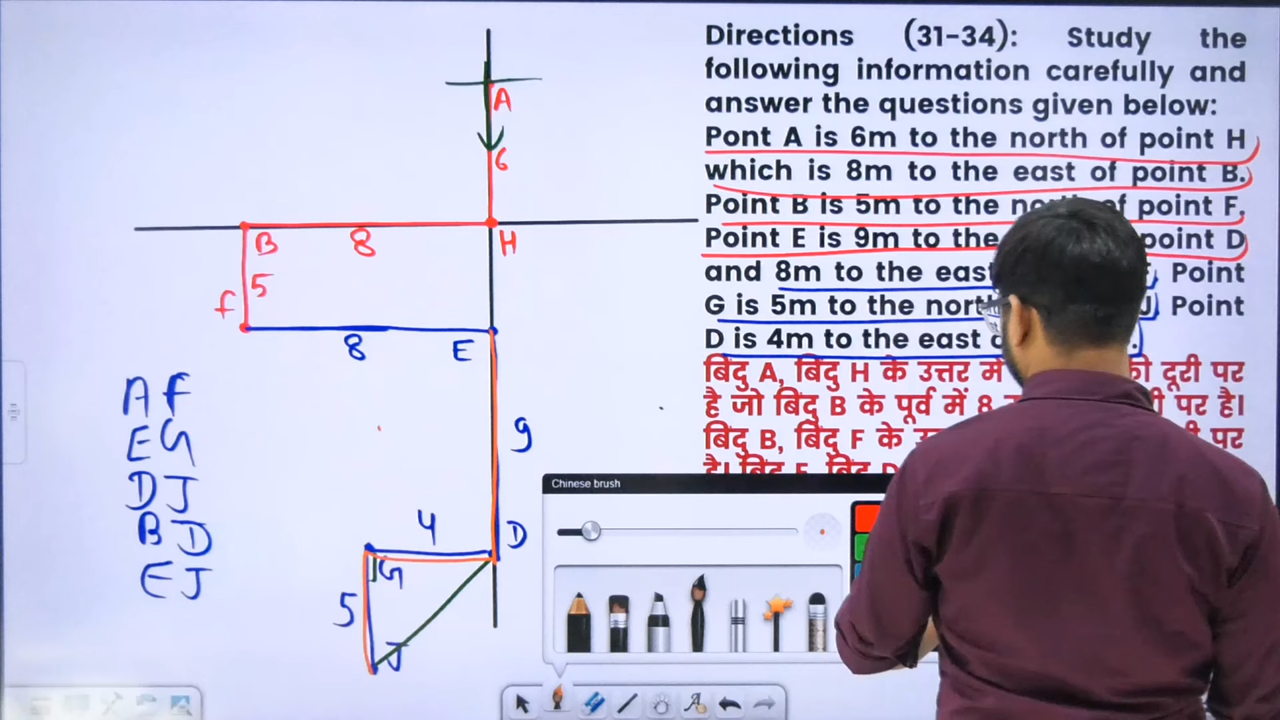 Directions (31-34): Study the
following information carefully and
answer the questions given below:
Pont A is 6m to the north of point H
which is 8m to the east of point B.
Point B is 5m to the of point F.
Point E is 9m to the point D
and 8m to the east Point
G is 5m to the J. Point
D is 4m to the east
बिंदु A, बिंदु H के उत्तर में दूरी पर
है जो बिंदु B के पूर्व में 8 पर है।
बिंदु B, बिंदु F के पर
A
6
B
8
H
5
F
8
E
9
A F
E G
D J
B D
E J
4
D
G
5
J
Chinese brush